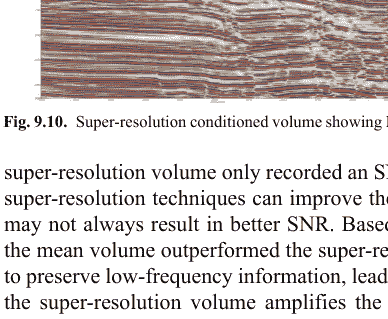 Fig. 9.10. Super-resolution conditioned volume showing
super-resolution volume only recorded an
super-resolution techniques can improve the
may not always result in better SNR. Based
the mean volume outperformed the super-re
to preserve low-frequency information, lead
the super-resolution volume amplifies the